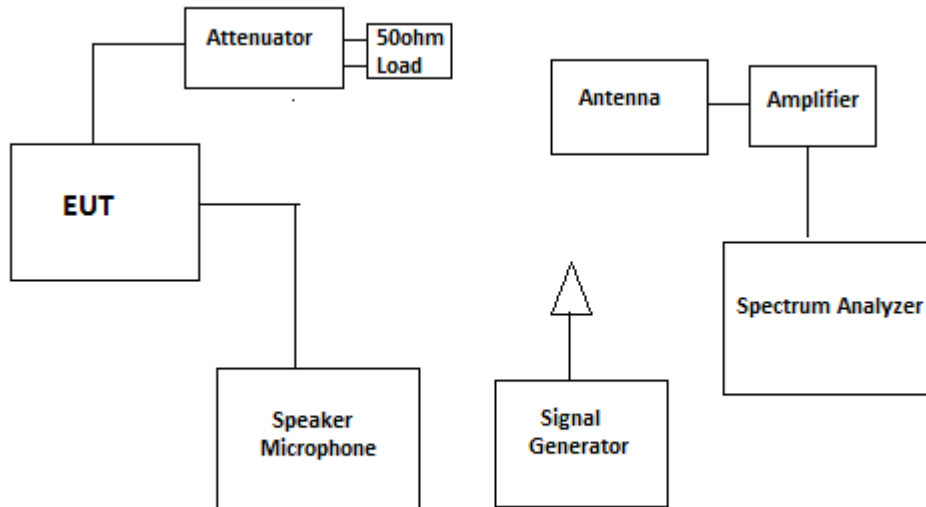 Attenuator
50ohm
Load
Antenna
Amplifier
EUT
Spectrum Analyzer
Speaker
Microphone
Signal
Generator